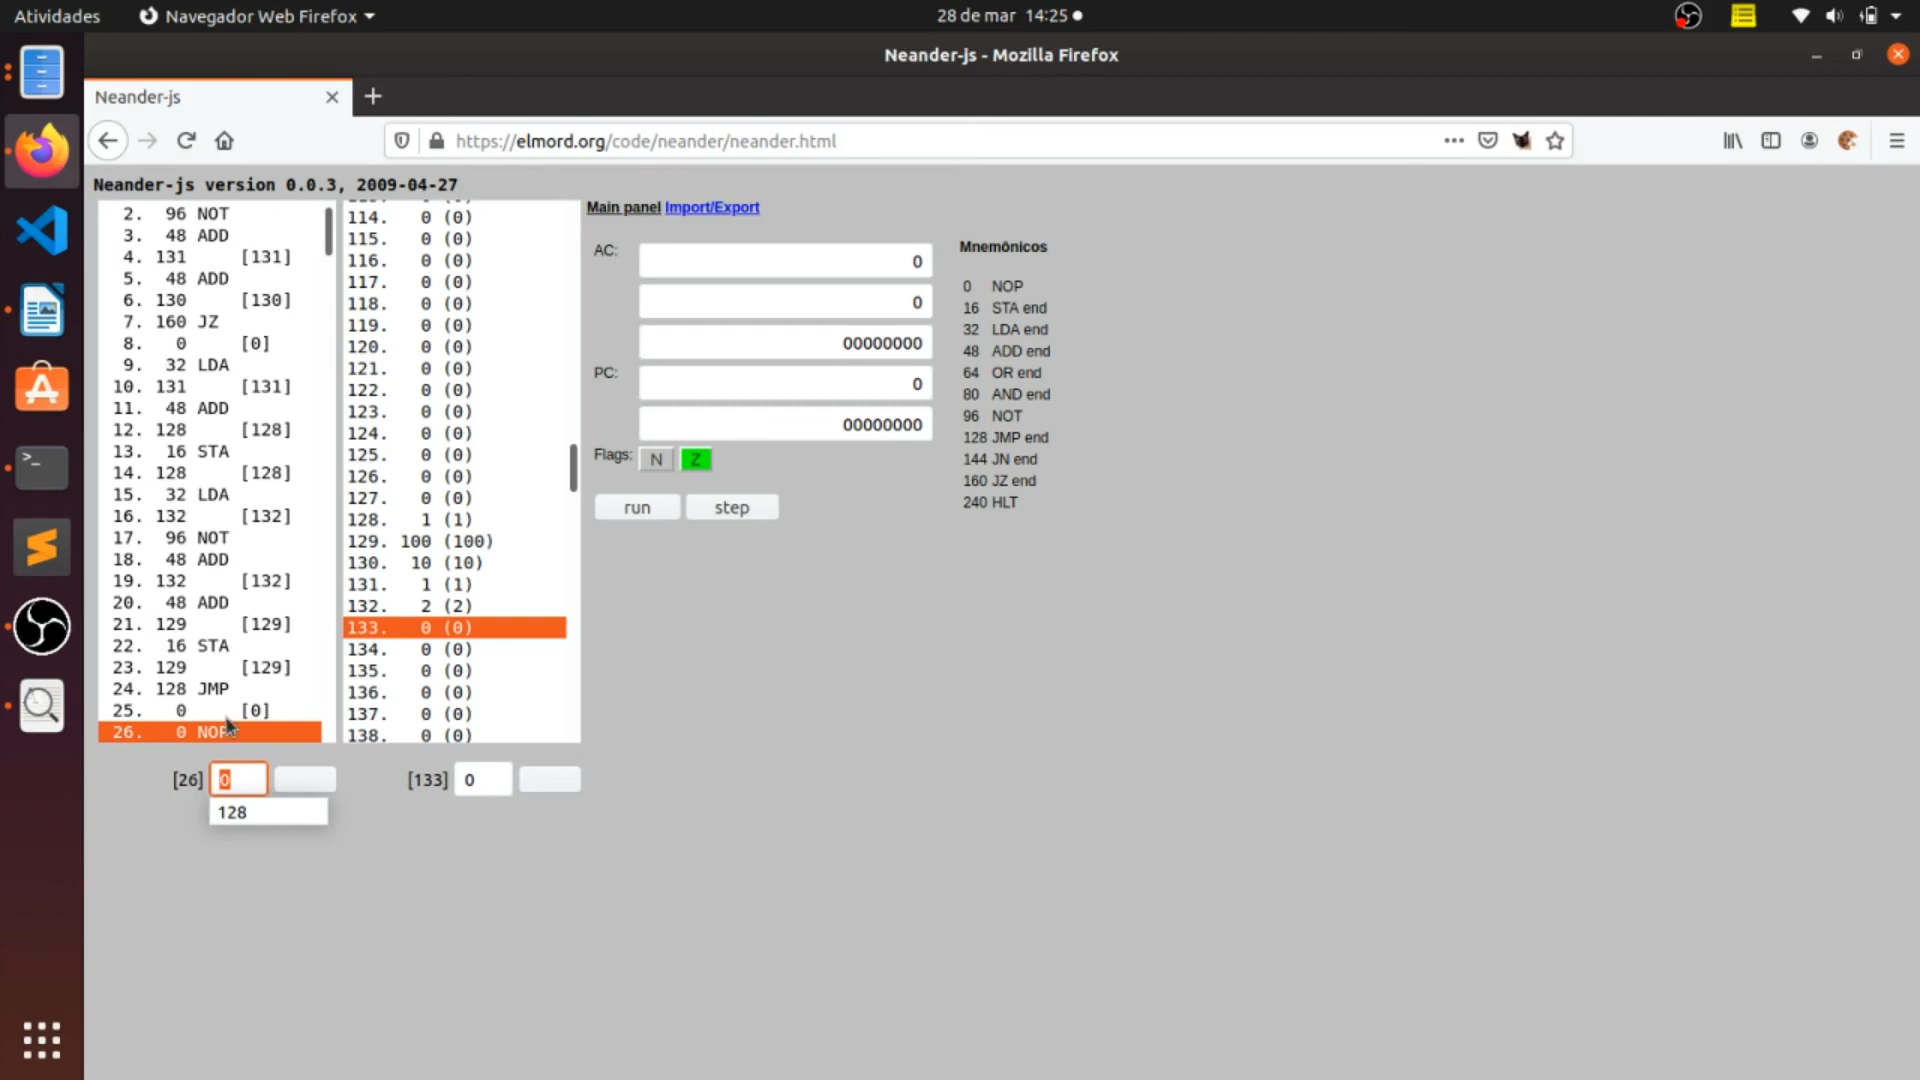 Atividades
Navegador Web Firefox
28 de mar 14:25
Neander-js - Mozilla Firefox
Neander-js
https://elmord.org/code/neander/neander.html
Neander-js version 0.0.3, 2009-04-27
2. 96 NOT
3. 48 ADD
4. 131 [131]
5. 48 ADD
6. 130 [130]
7. 160 JZ
8. 0 [0]
9. 32 LDA
10. 131 [131]
11. 48 ADD
12. 128 [128]
13. 16 STA
14. 128 [128]
15. 32 LDA
16. 132 [132]
17. 96 NOT
18. 48 ADD
19. 132 [132]
20. 48 ADD
21. 129 [129]
22. 16 STA
23. 129 [129]
24. 128 JMP
25. 0 [0]
26. 0 NOP
[26] 0
128
114. 0 (0)
115. 0 (0)
116. 0 (0)
117. 0 (0)
118. 0 (0)
119. 0 (0)
120. 0 (0)
121. 0 (0)
122. 0 (0)
123. 0 (0)
124. 0 (0)
125. 0 (0)
126. 0 (0)
127. 0 (0)
128. 1 (1)
129. 100 (100)
130. 10 (10)
131. 1 (1)
132. 2 (2)
133. 0 (0)
134. 0 (0)
135. 0 (0)
136. 0 (0)
137. 0 (0)
138. 0 (0)
[133] 0
Main panel Import/Export
AC: 0
0
00000000
PC: 0
00000000
Flags: N Z
run step
Mnemônicos
0 NOP
16 STA end
32 LDA end
48 ADD end
64 OR end
80 AND end
96 NOT
128 JMP end
144 JN end
160 JZ end
240 HLT